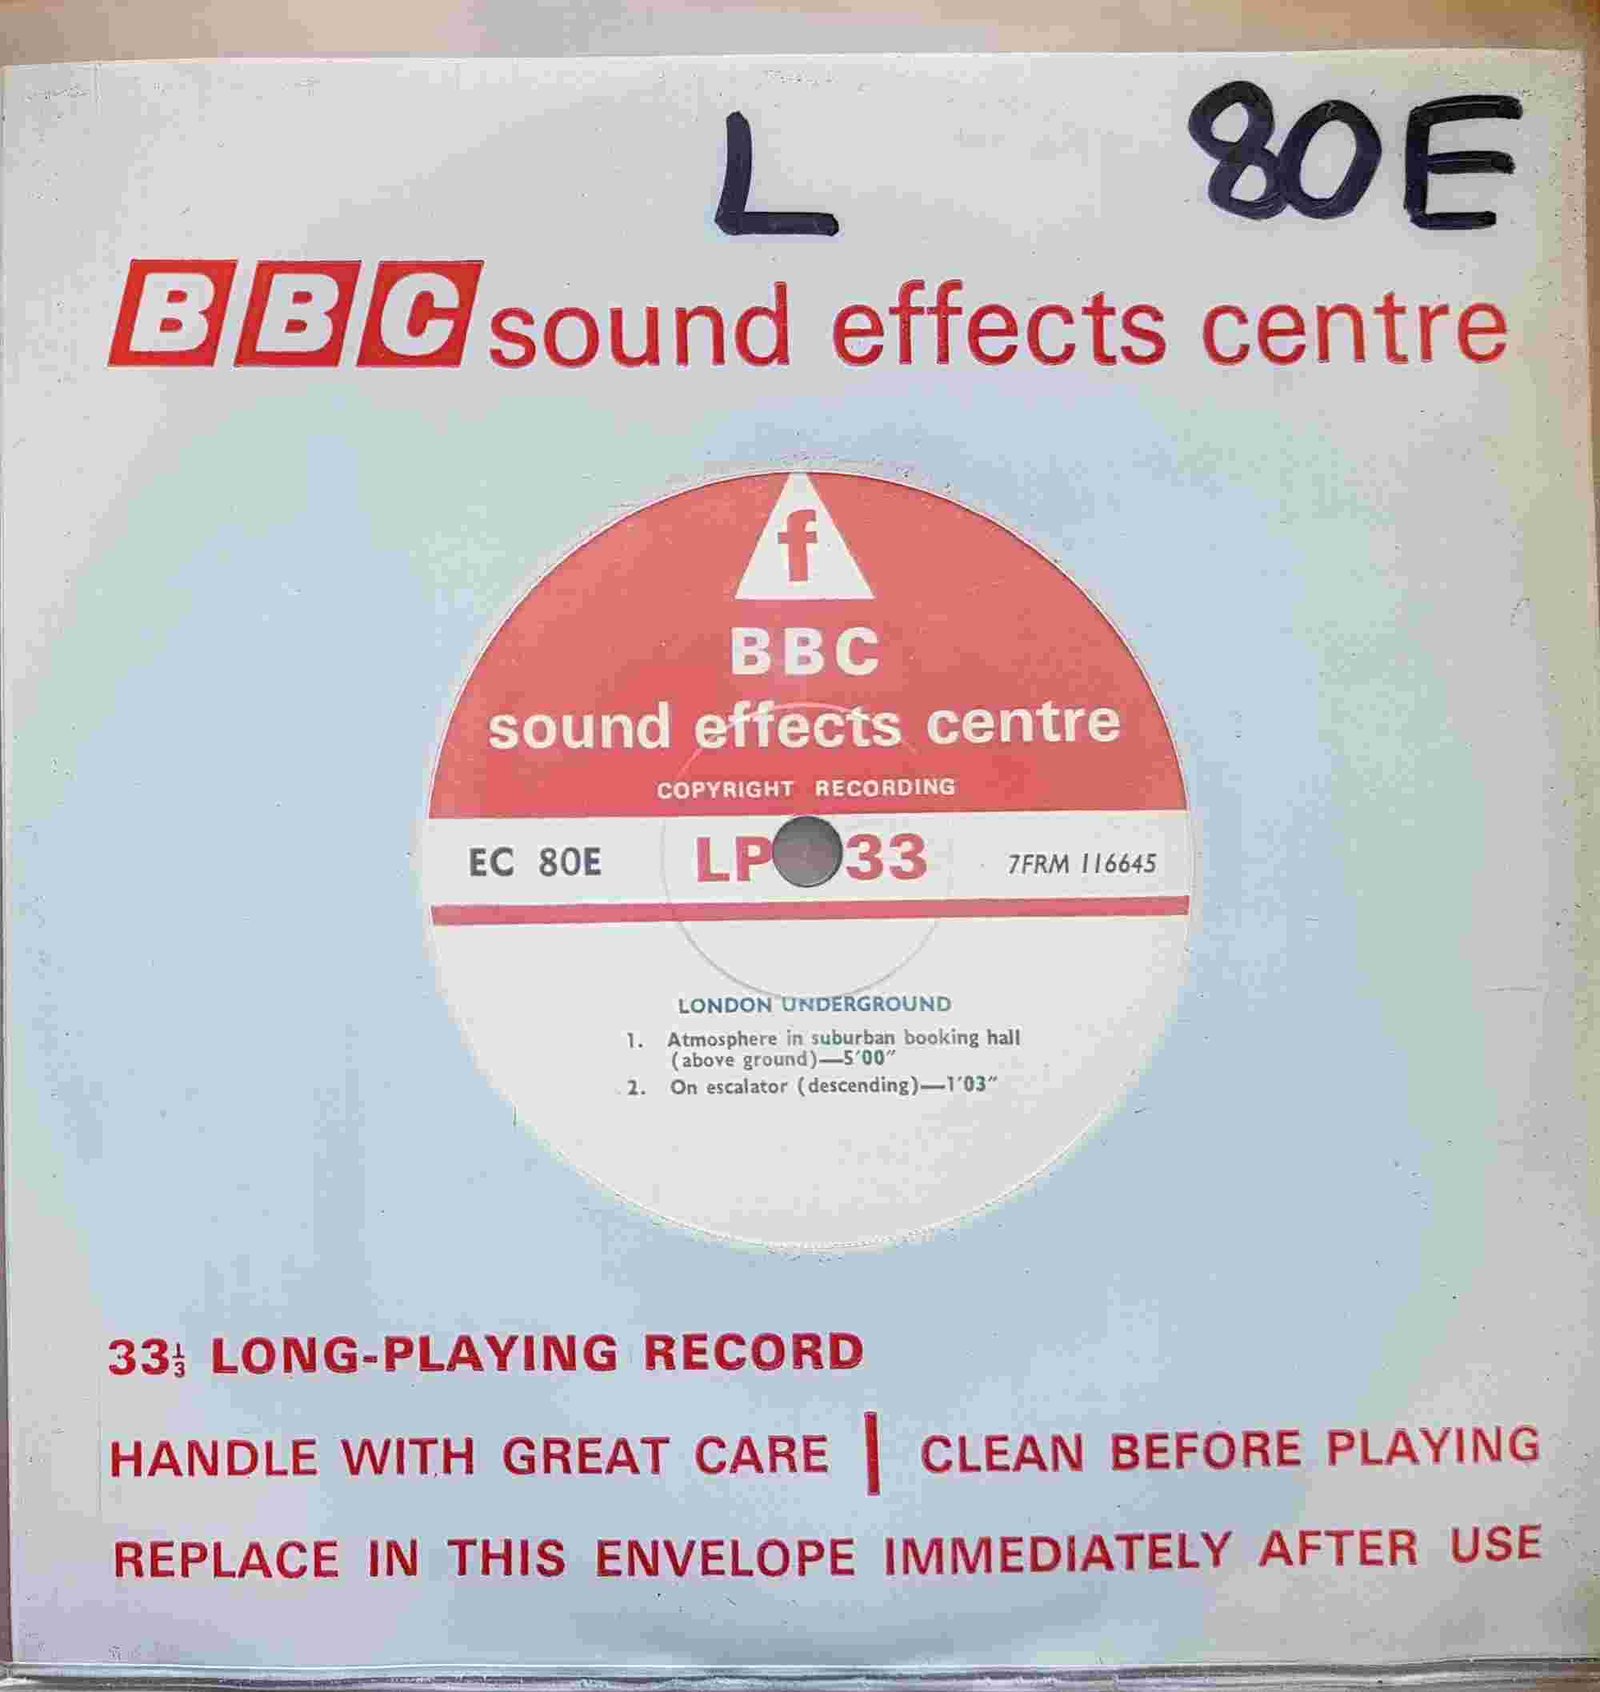 L 80E
BBC sound effects centre
f
BBC
sound effects centre
COPYRIGHT RECORDING
EC 80E LP 33 7FRM 116645
LONDON UNDERGROUND
1. Atmosphere in suburban booking hall
(above ground)—5'00"
2. On escalator (descending)—1'03"
33⅓ LONG-PLAYING RECORD
HANDLE WITH GREAT CARE | CLEAN BEFORE PLAYING
REPLACE IN THIS ENVELOPE IMMEDIATELY AFTER USE